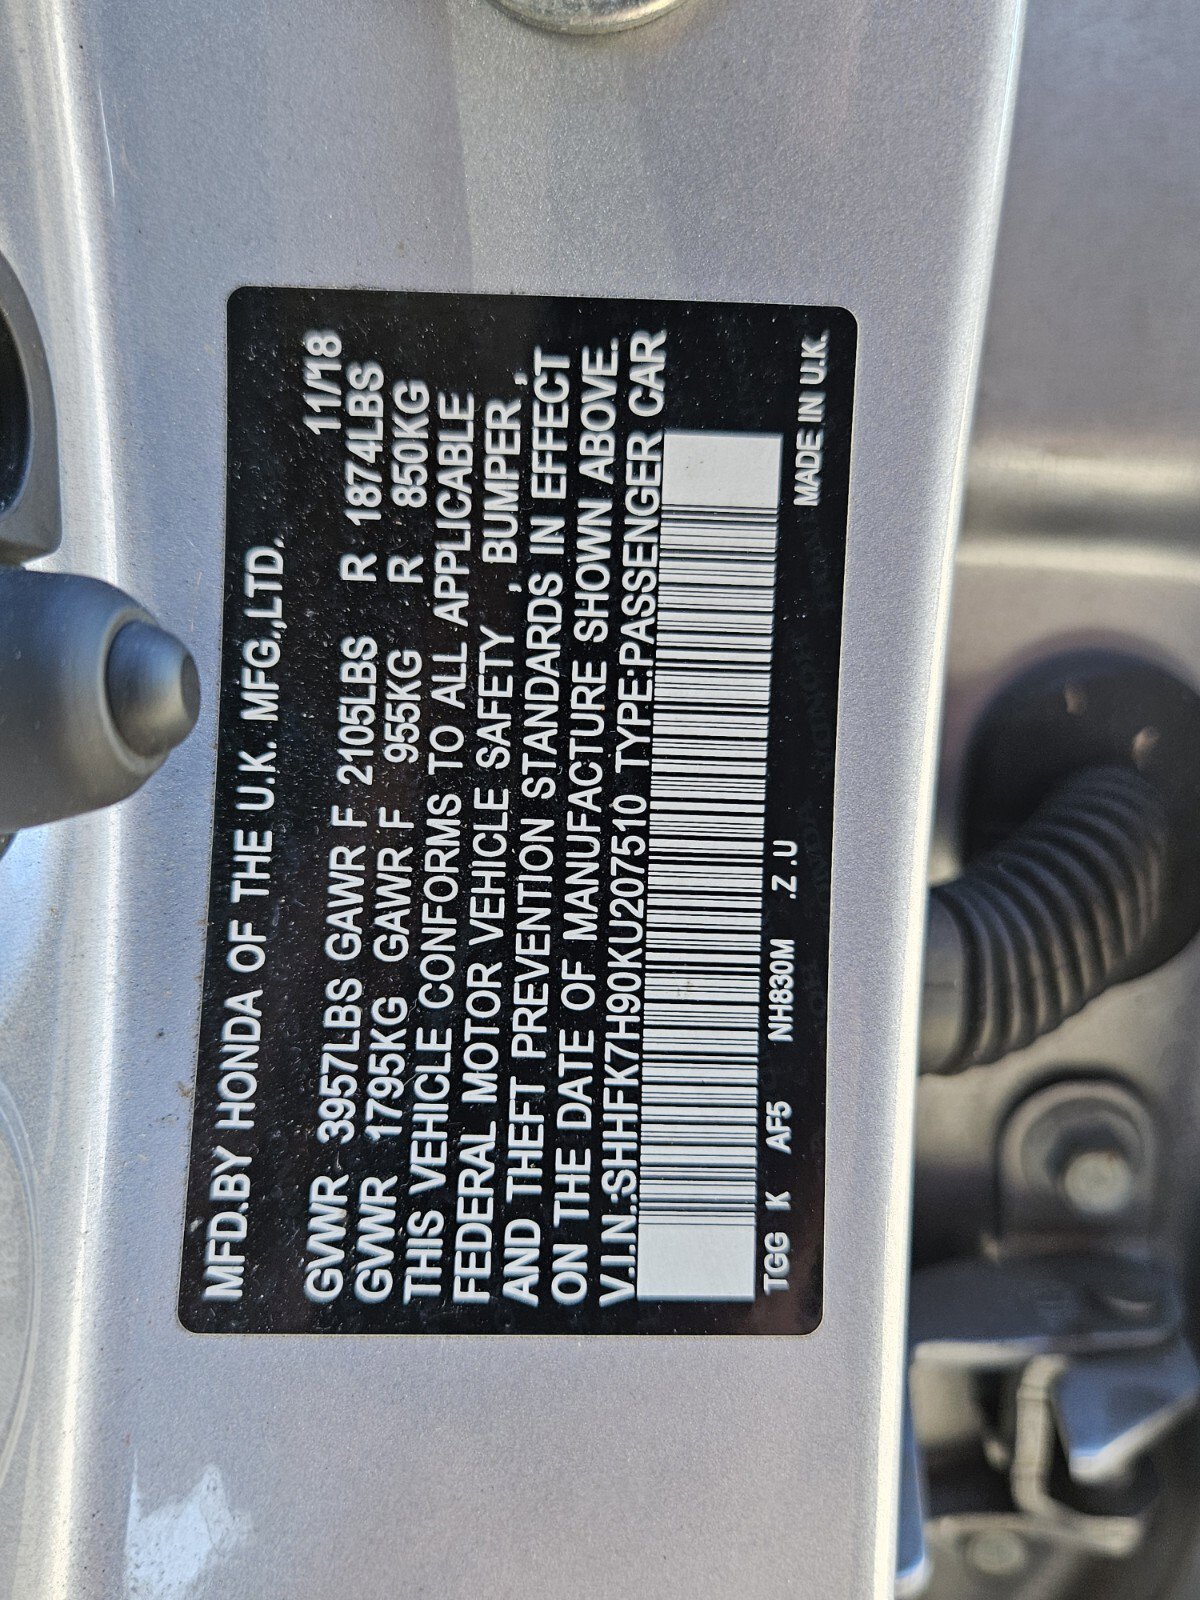 MFD.BY HONDA OF THE U.K. MFG.,LTD.
11/18
GVWR 3957LBS GAWR F 2105LBS R 1874LBS
GVWR 1795KG GAWR F 955KG R 850KG
THIS VEHICLE CONFORMS TO ALL APPLICABLE
FEDERAL MOTOR VEHICLE SAFETY , BUMPER ,
AND THEFT PREVENTION STANDARDS IN EFFECT
ON THE DATE OF MANUFACTURE SHOWN ABOVE.
V.I.N.:SHHFK7H90KU207510 TYPE:PASSENGER CAR
TGG K AF5 NH830M .Z .U MADE IN U.K.